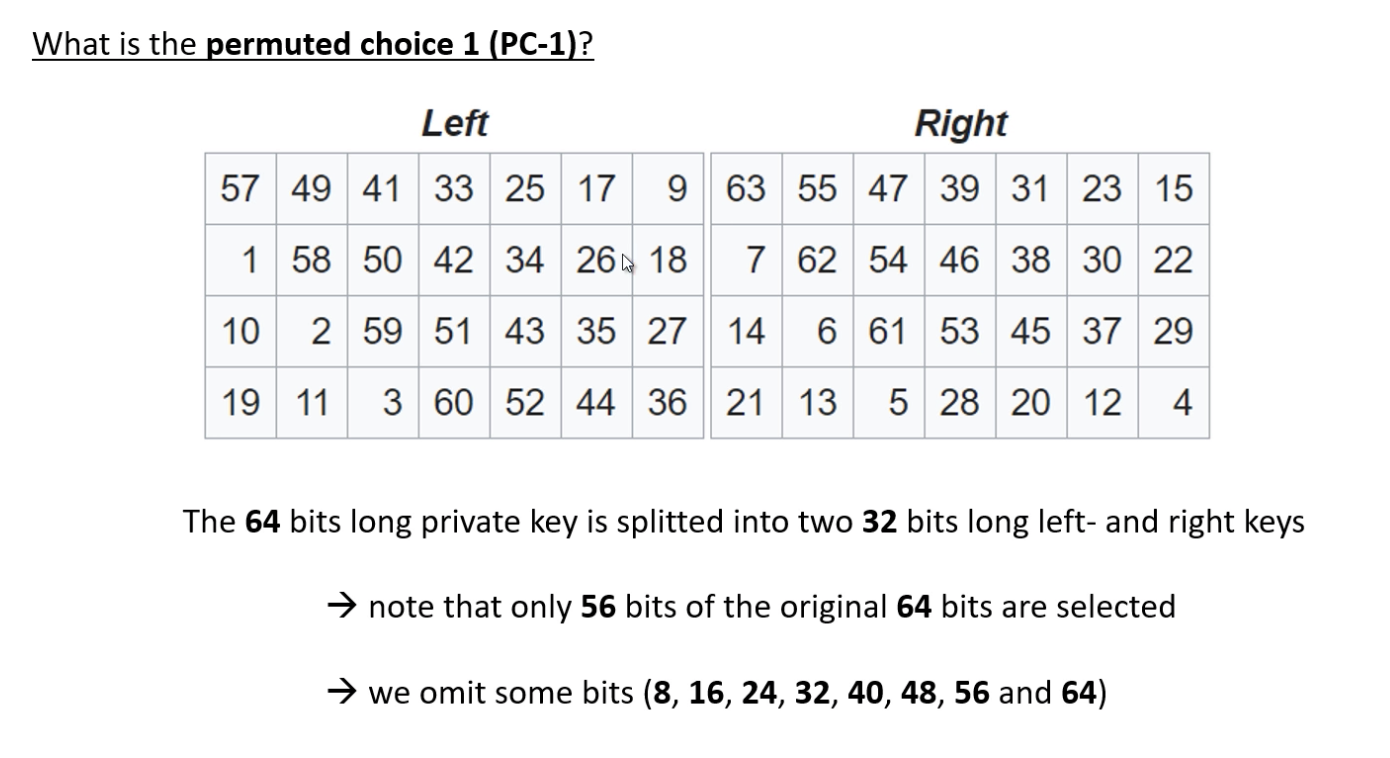 What is the permuted choice 1 (PC-1)?
Left Right
57 49 41 33 25 17 9 63 55 47 39 31 23 15
1 58 50 42 34 26 18 7 62 54 46 38 30 22
10 2 59 51 43 35 27 14 6 61 53 45 37 29
19 11 3 60 52 44 36 21 13 5 28 20 12 4
The 64 bits long private key is splitted into two 32 bits long left- and right keys
→ note that only 56 bits of the original 64 bits are selected
→ we omit some bits (8, 16, 24, 32, 40, 48, 56 and 64)